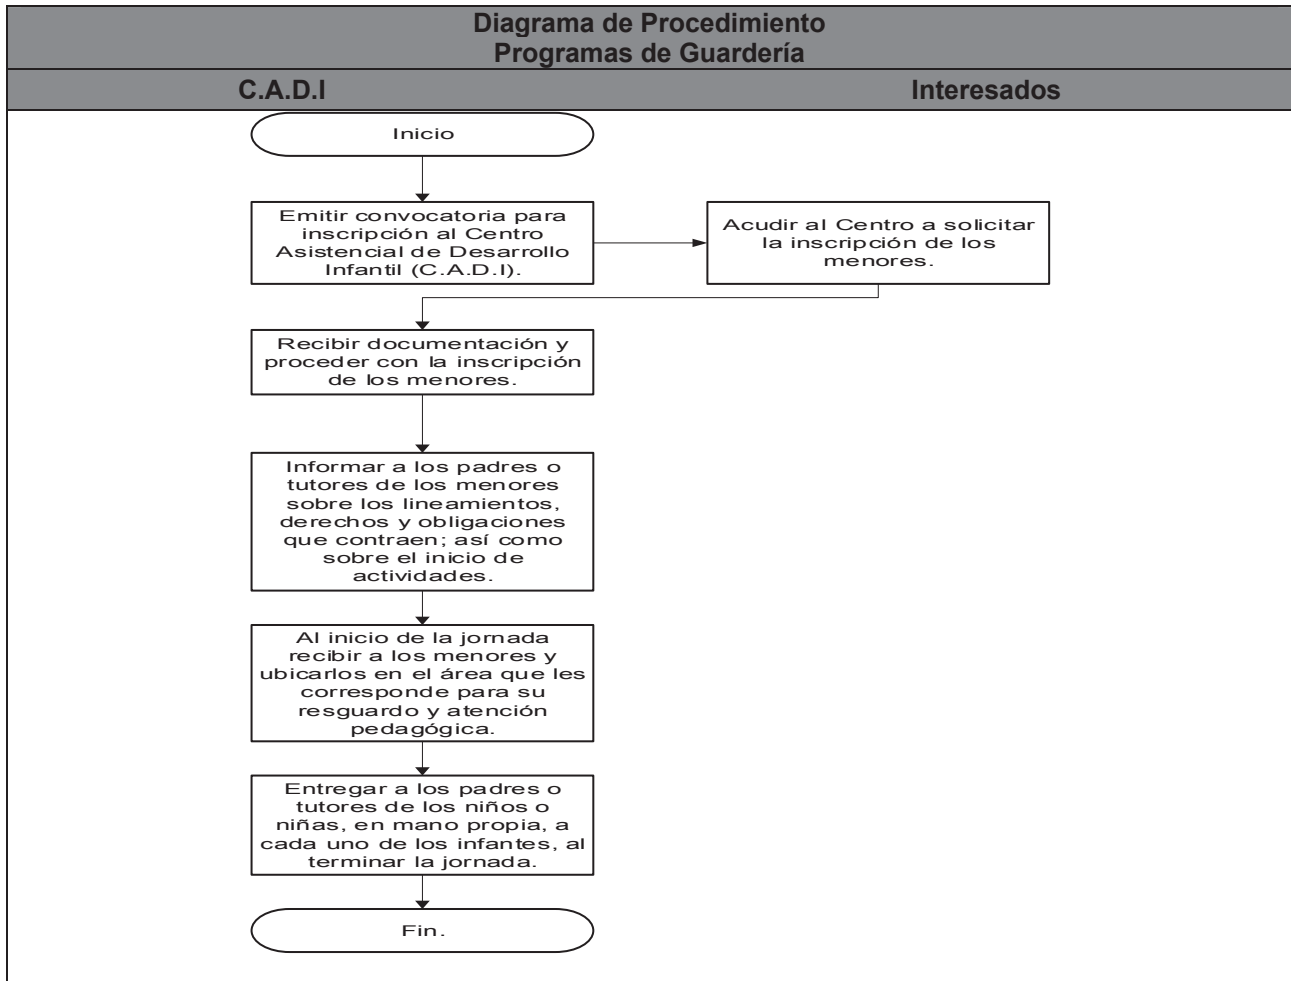 Diagrama de Procedimiento
Programas de Guardería
C.A.D.I
Interesados
Inicio
Emitir convocatoria para
inscripción al Centro
Asistencial de Desarrollo
Infantil (C.A.D.I).
Acudir al Centro a solicitar
la inscripción de los
menores.
Recibir documentación y
proceder con la inscripción
de los menores.
Informar a los padres o
tutores de los menores
sobre los lineamientos,
derechos y obligaciones
que contraen; así como
sobre el inicio de
actividades.
Al inicio de la jornada
recibir a los menores y
ubicarlos en el área que les
corresponde para su
resguardo y atención
pedagógica.
Entregar a los padres o
tutores de los niños o
niñas, en mano propia, a
cada uno de los infantes, al
terminar la jornada.
Fin.